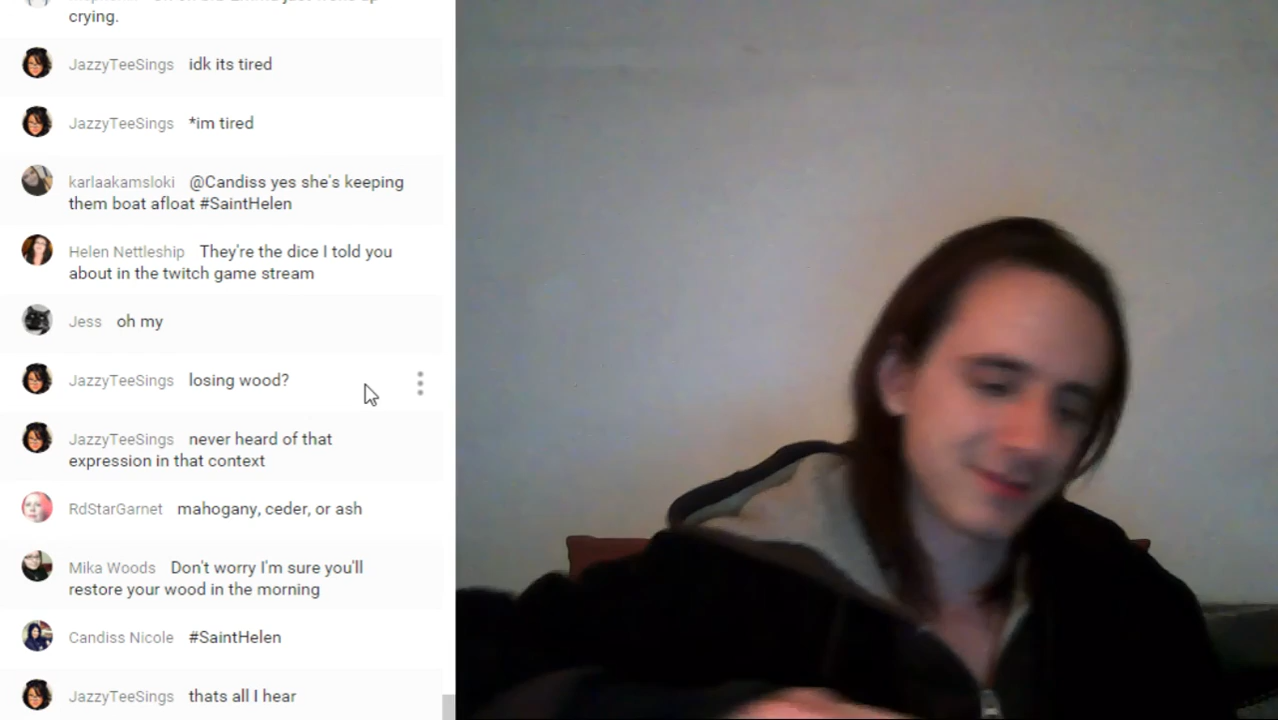 crying.
JazzyTeeSings idk its tired
JazzyTeeSings *im tired
karlaakamsloki @Candiss yes she's keeping
them boat afloat #SaintHelen
Helen Nettleship They're the dice I told you
about in the twitch game stream
Jess oh my
JazzyTeeSings losing wood?
JazzyTeeSings never heard of that
expression in that context
RdStarGarnet mahogany, ceder, or ash
Mika Woods Don't worry I'm sure you'll
restore your wood in the morning
Candiss Nicole #SaintHelen
JazzyTeeSings thats all I hear